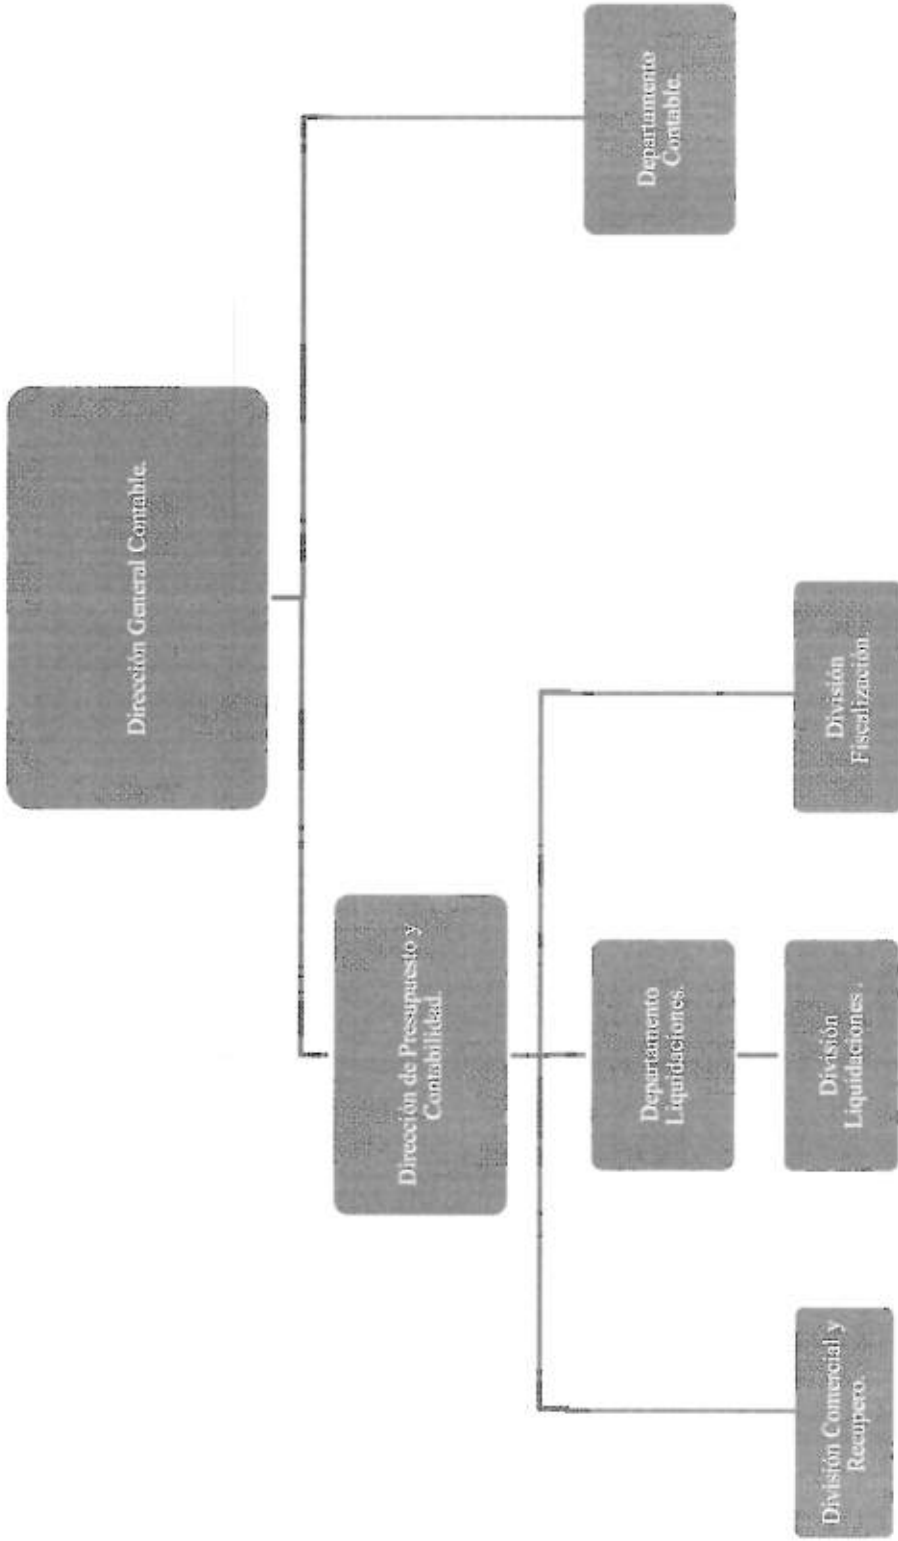 Dirección General Contable.
Dirección de Presupuesto y
Contabilidad.
Departamento
Contable.
División Comercial y
Recupero.
Departamento
Liquidaciones.
División
Liquidaciones .
División
Fiscalización.